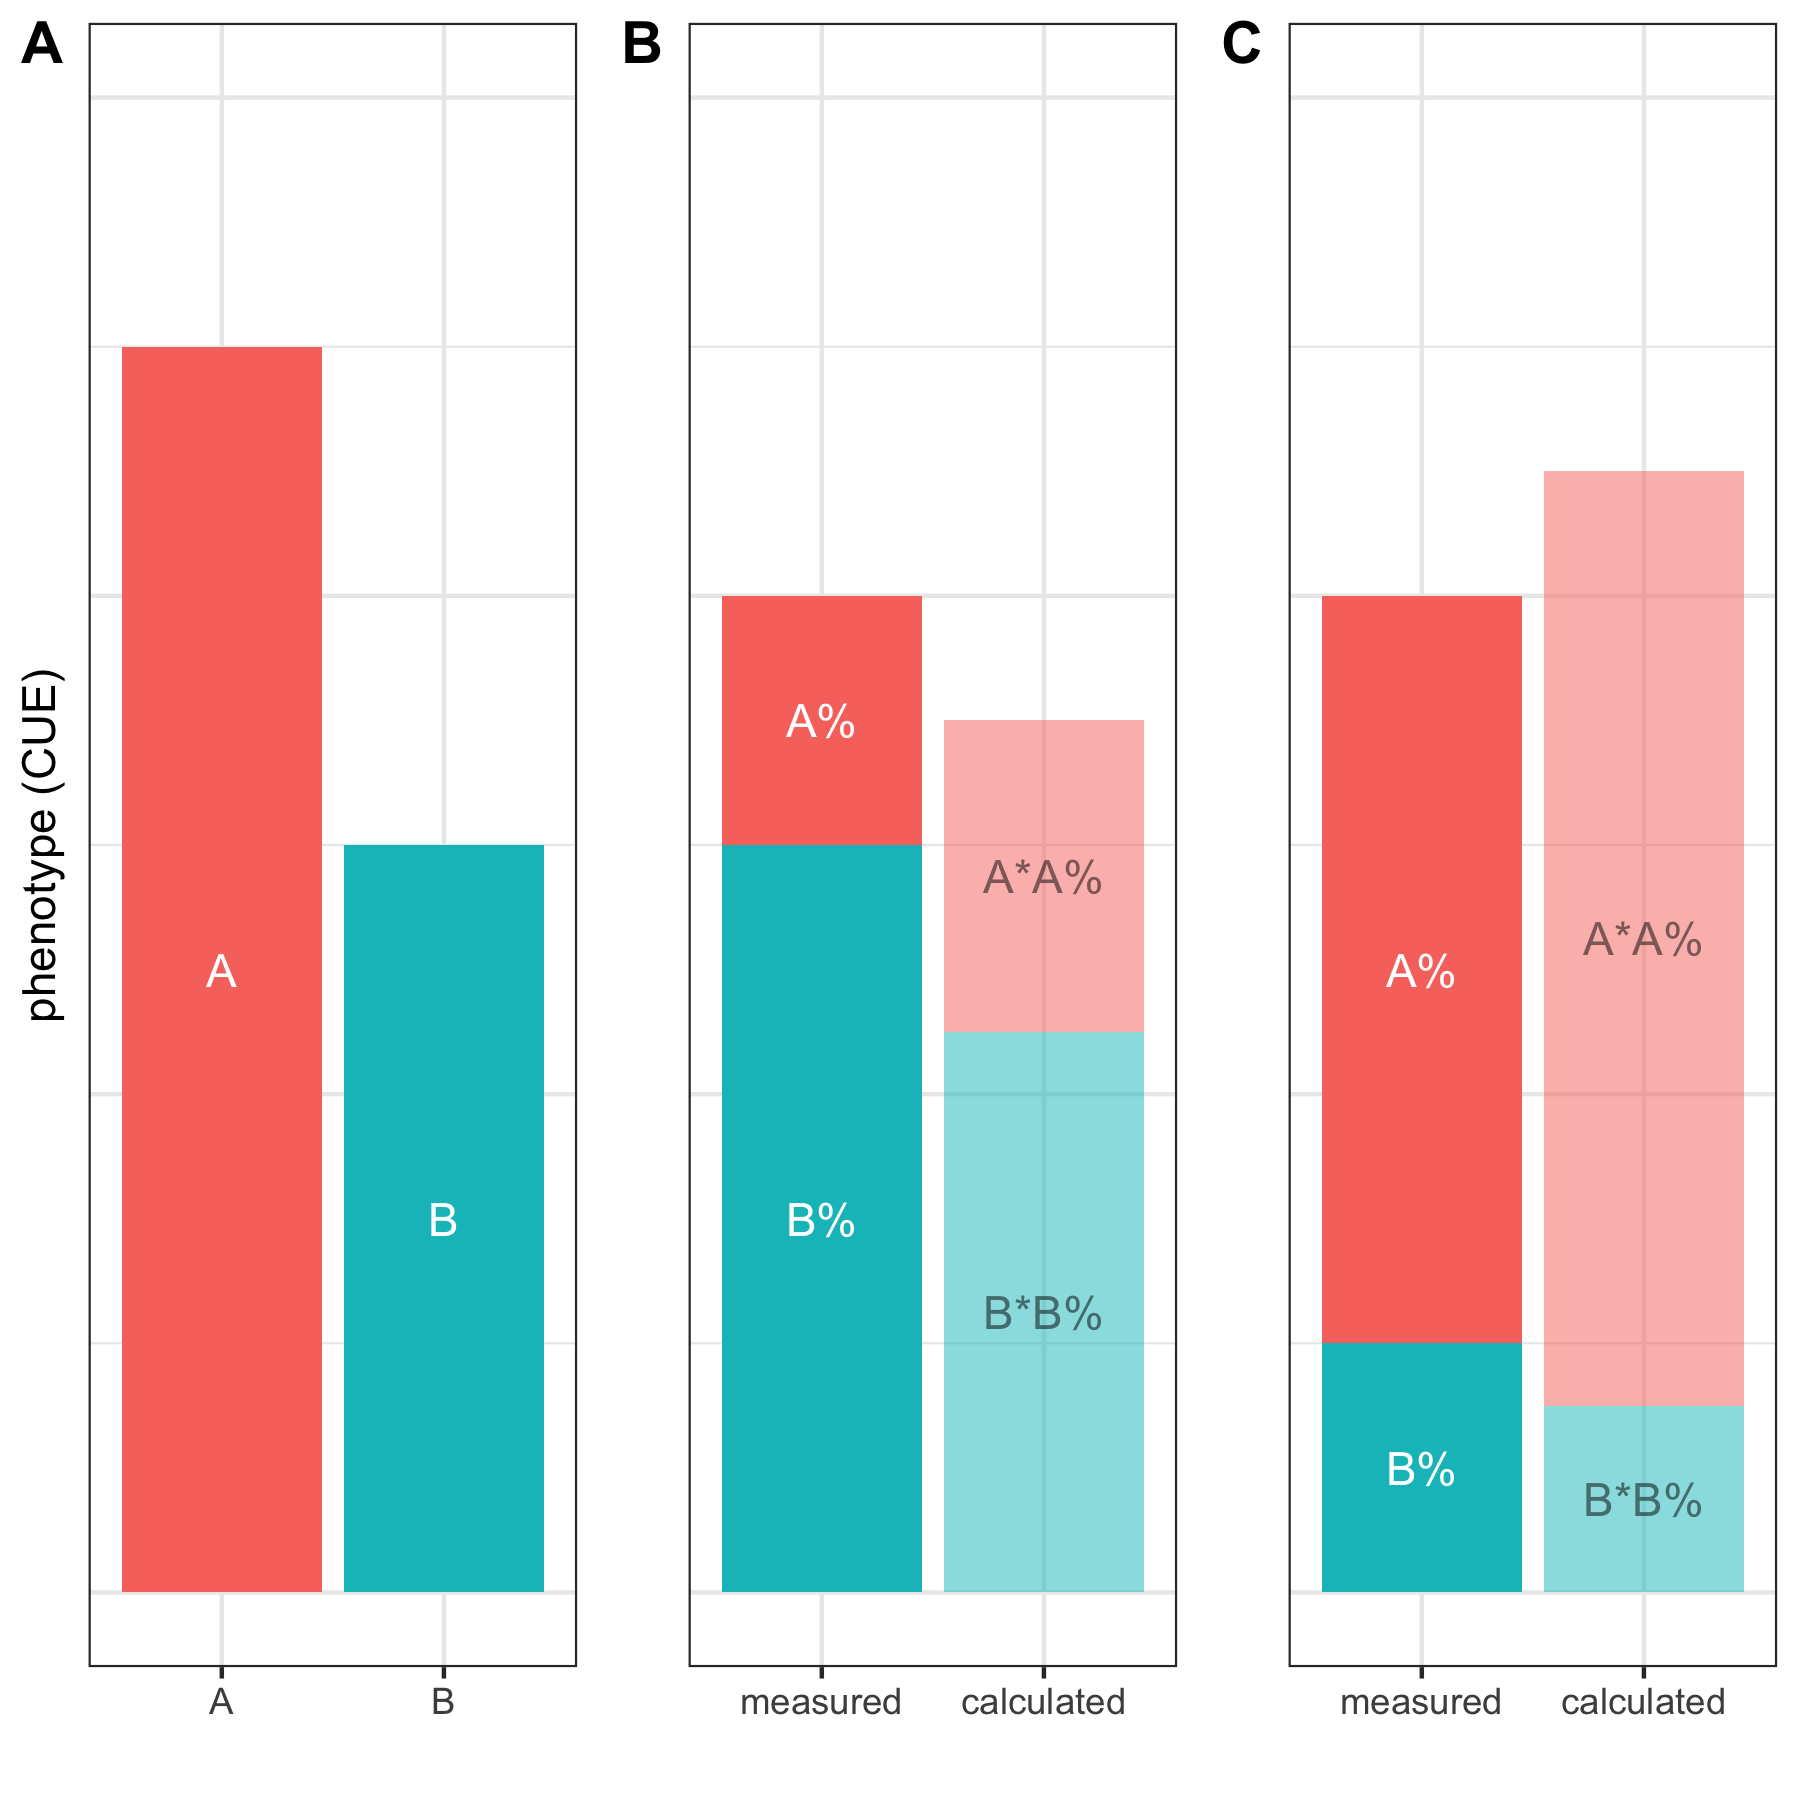 A
B
C
phenotype (CUE)
A
B
A
B
A%
B%
A*A%
B*B%
measured
calculated
A%
B%
A*A%
B*B%
measured
calculated